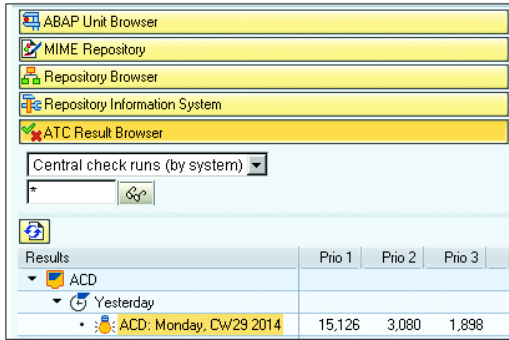 ABAP Unit Browser
MIME Repository
Repository Browser
Repository Information System
ATC Result Browser
Central check runs (by system)
*
Results Prio 1 Prio 2 Prio 3
ACD
Yesterday
ACD: Monday, CW29 2014 15,126 3,080 1,898